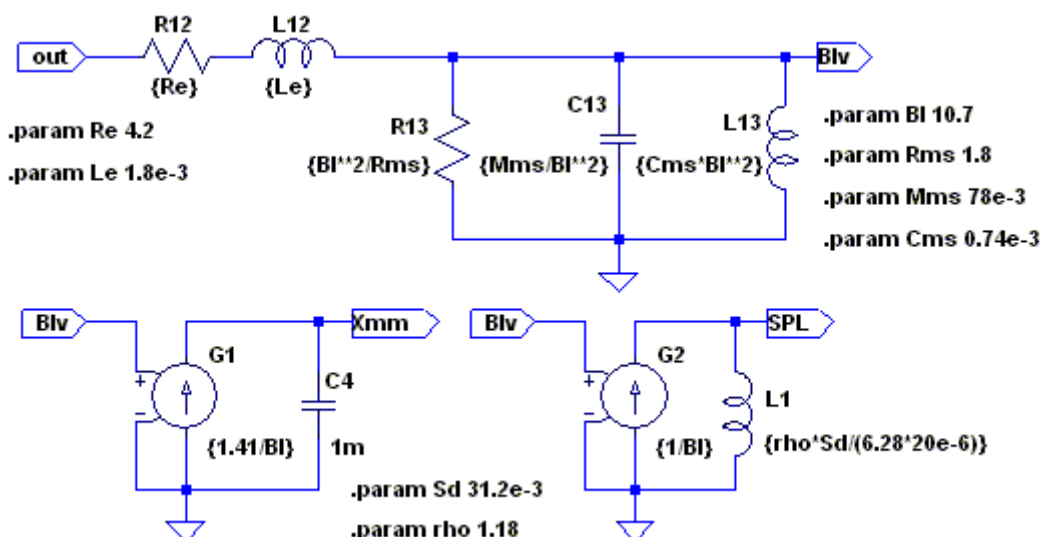 R12
L12
out
{Re}
{Le}
Blv
.param Re 4.2
.param Le 1.8e-3
R13
{Bl**2/Rms}
C13
{Mms/Bl**2}
L13
{Cms*Bl**2}
.param Bl 10.7
.param Rms 1.8
.param Mms 78e-3
.param Cms 0.74e-3
Blv
Xmm
G1
C4
+
−
{1.41/Bl}
1m
Blv
SPL
G2
L1
+
−
{1/Bl}
{rho*Sd/(6.28*20e-6)}
.param Sd 31.2e-3
.param rho 1.18